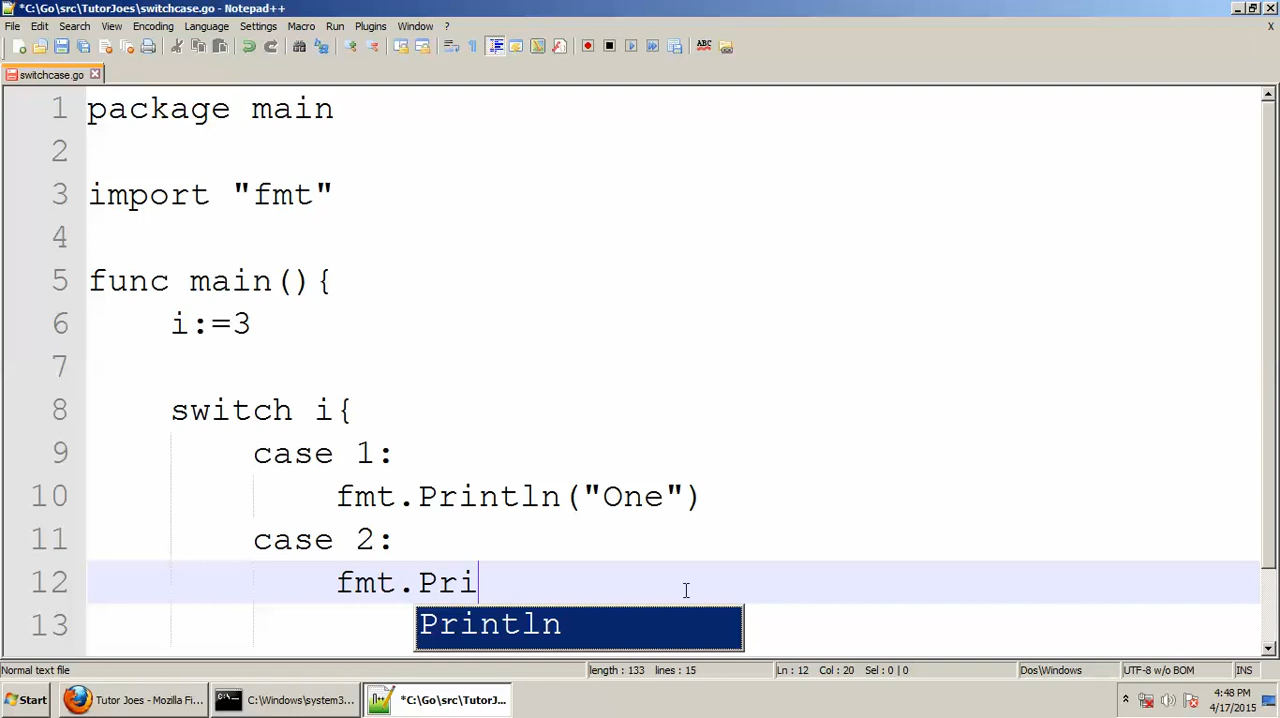 *C:\Go\src\TutorJoes\switchcase.go - Notepad++
File Edit Search View Encoding Language Settings Macro Run Plugins Window ? X
switchcase.go
1 package main
2
3 import "fmt"
4
5 func main(){
6 i:=3
7
8 switch i{
9 case 1:
10 fmt.Println("One")
11 case 2:
12 fmt.Pri
13 Println
Normal text file length : 133 lines : 15 Ln : 12 Col : 20 Sel : 0 | 0 Dos\Windows UTF-8 w/o BOM INS
Start Tutor Joes - Mozilla Fi... C:\Windows\system3... *C:\Go\src\TutorJ... 4:48 PM
4/17/2015